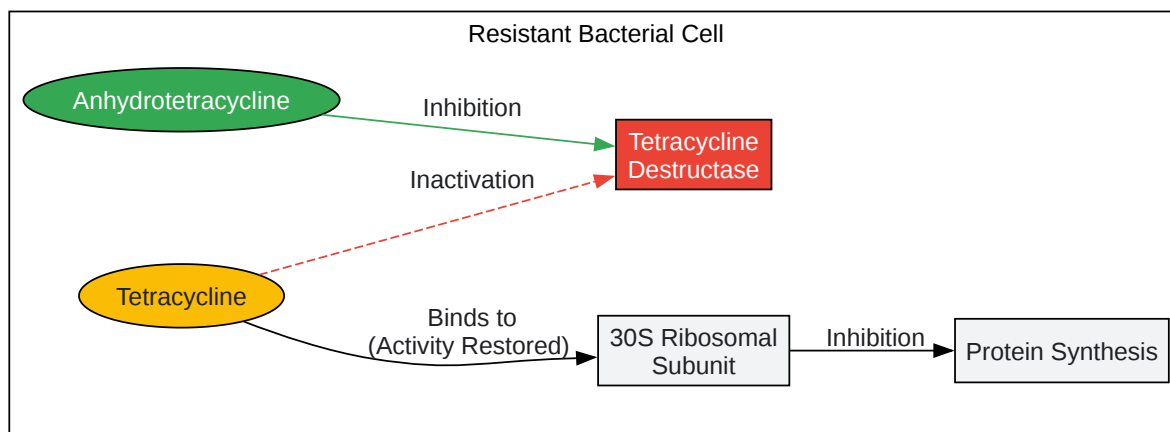 Resistant Bacterial Cell
Anhydrotetracycline
Inhibition
Tetracycline
Destructase
Inactivation
Tetracycline
Binds to
(Activity Restored)
30S Ribosomal
Subunit
Inhibition
Protein Synthesis